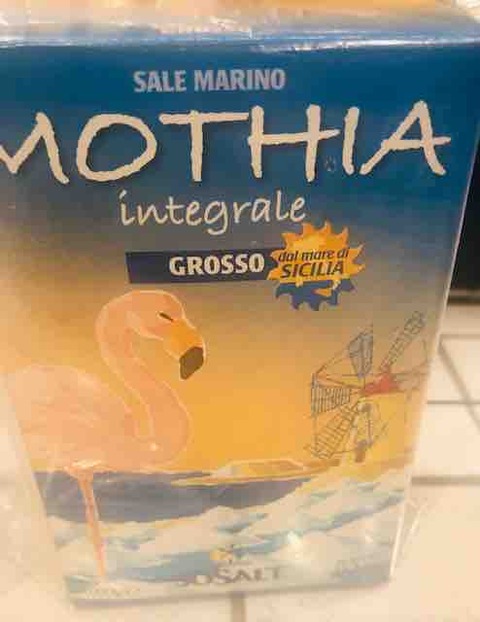 SALE MARINO
MOTHIA
integrale
GROSSO
dal mare di
SICILIA
SOSALT